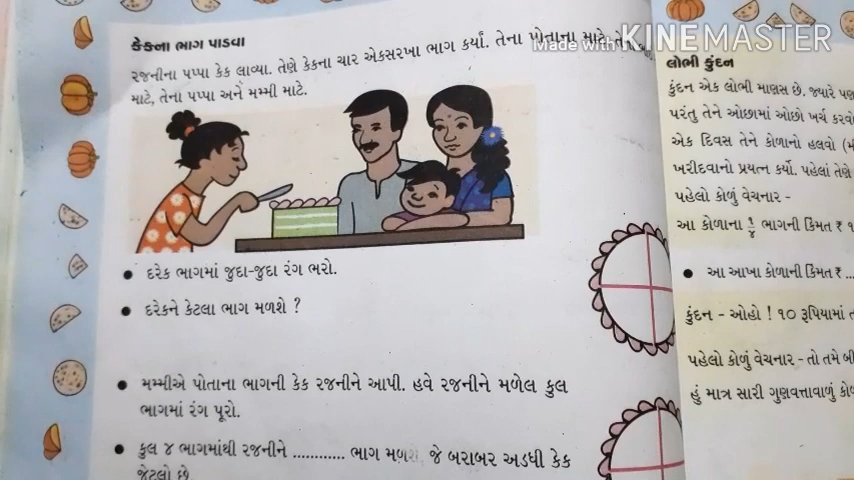 કેકના ભાગ પાડવા
રજનીના પપ્પા કેક લાવ્યા. તેણે કેકના ચાર એકસરખા ભાગ કર્યા. તેના પોતાના માટે,
માટે, તેના પપ્પા અને મમ્મી માટે.
Made with KINEMASTER
દરેક ભાગમાં જુદા-જુદા રંગ ભરો.
દરેકને કેટલા ભાગ મળશે ?
મમ્મીએ પોતાના ભાગની કેક રજનીને આપી. હવે રજનીને મળેલ કુલ
ભાગમાં રંગ પૂરો.
કુલ ૪ ભાગમાંથી રજનીને ............ ભાગ જે બરાબર અડધી કેક
જેટલો છે.
લોભી કુંદન
કુંદન એક લોભી માણસ છે. જ્યારે પણ
પરંતુ તેને ઓછામાં ઓછો ખર્ચ કરવો
એક દિવસ તેને કોળાનો હલવો
ખરીદવાનો પ્રયત્ન કર્યો. પહેલાં તેણે
પહેલો કોળું વેચનાર -
આ કોળાના ૧/૪ ભાગની કિંમત ₹
આ આખા કોળાની કિંમત ₹ ...
કુંદન - ઓહો ! ૧૦ રૂપિયામાં
પહેલો કોળું વેચનાર - તો તમે
હું માત્ર સારી ગુણવત્તાવાળું